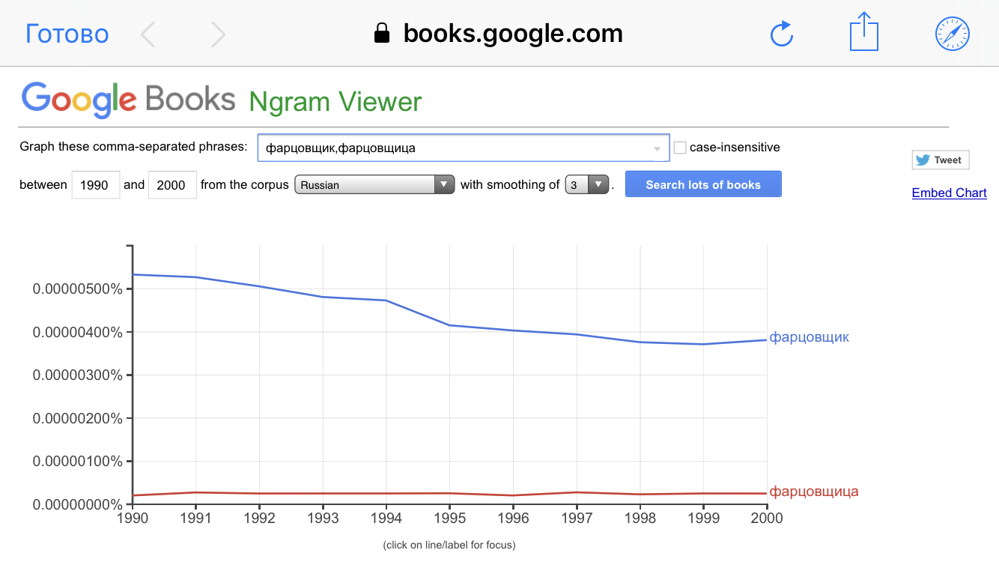 Готово books.google.com
Google Books Ngram Viewer
Graph these comma-separated phrases: фарцовщик,фарцовщица case-insensitive
Tweet
between 1990 and 2000 from the corpus Russian with smoothing of 3 . Search lots of books
Embed Chart
0.00000500%
0.00000400%
фарцовщик
0.00000300%
0.00000200%
0.00000100%
фарцовщица
0.00000000%
1990 1991 1992 1993 1994 1995 1996 1997 1998 1999 2000
(click on line/label for focus)